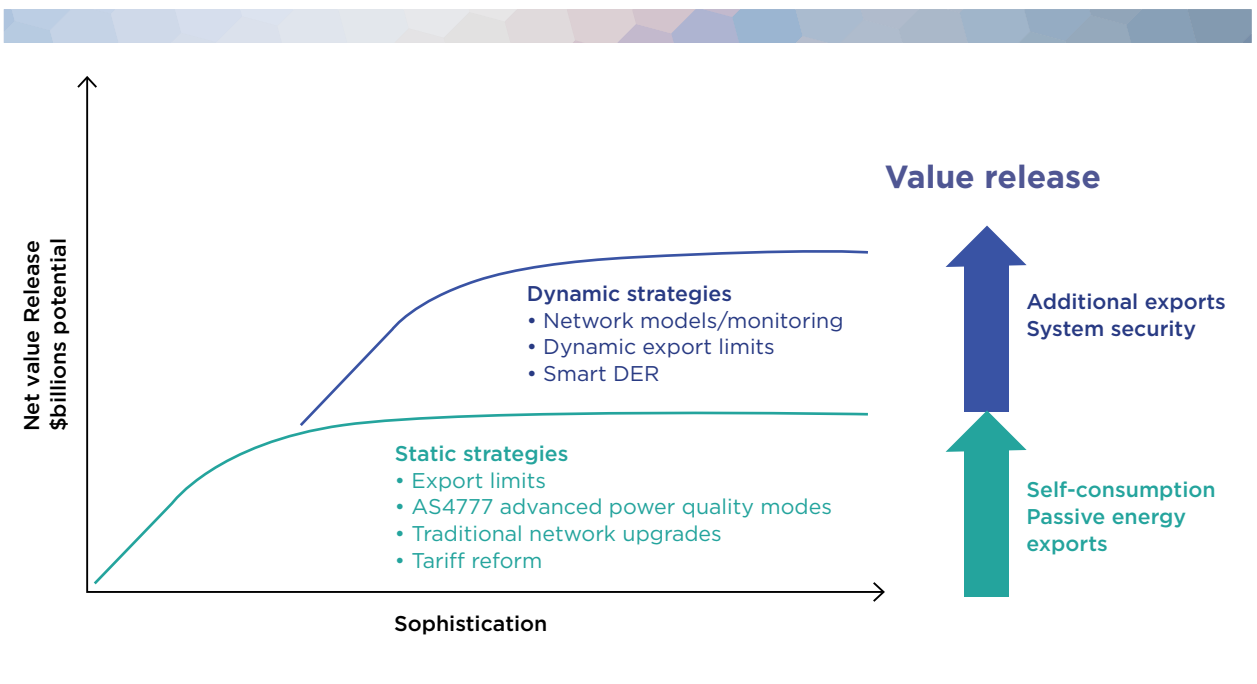 Value release
Net value Release
$billions potential
Dynamic strategies
• Network models/monitoring
• Dynamic export limits
• Smart DER
Additional exports
System security
Static strategies
• Export limits
• AS4777 advanced power quality modes
• Traditional network upgrades
• Tariff reform
Self-consumption
Passive energy
exports
Sophistication